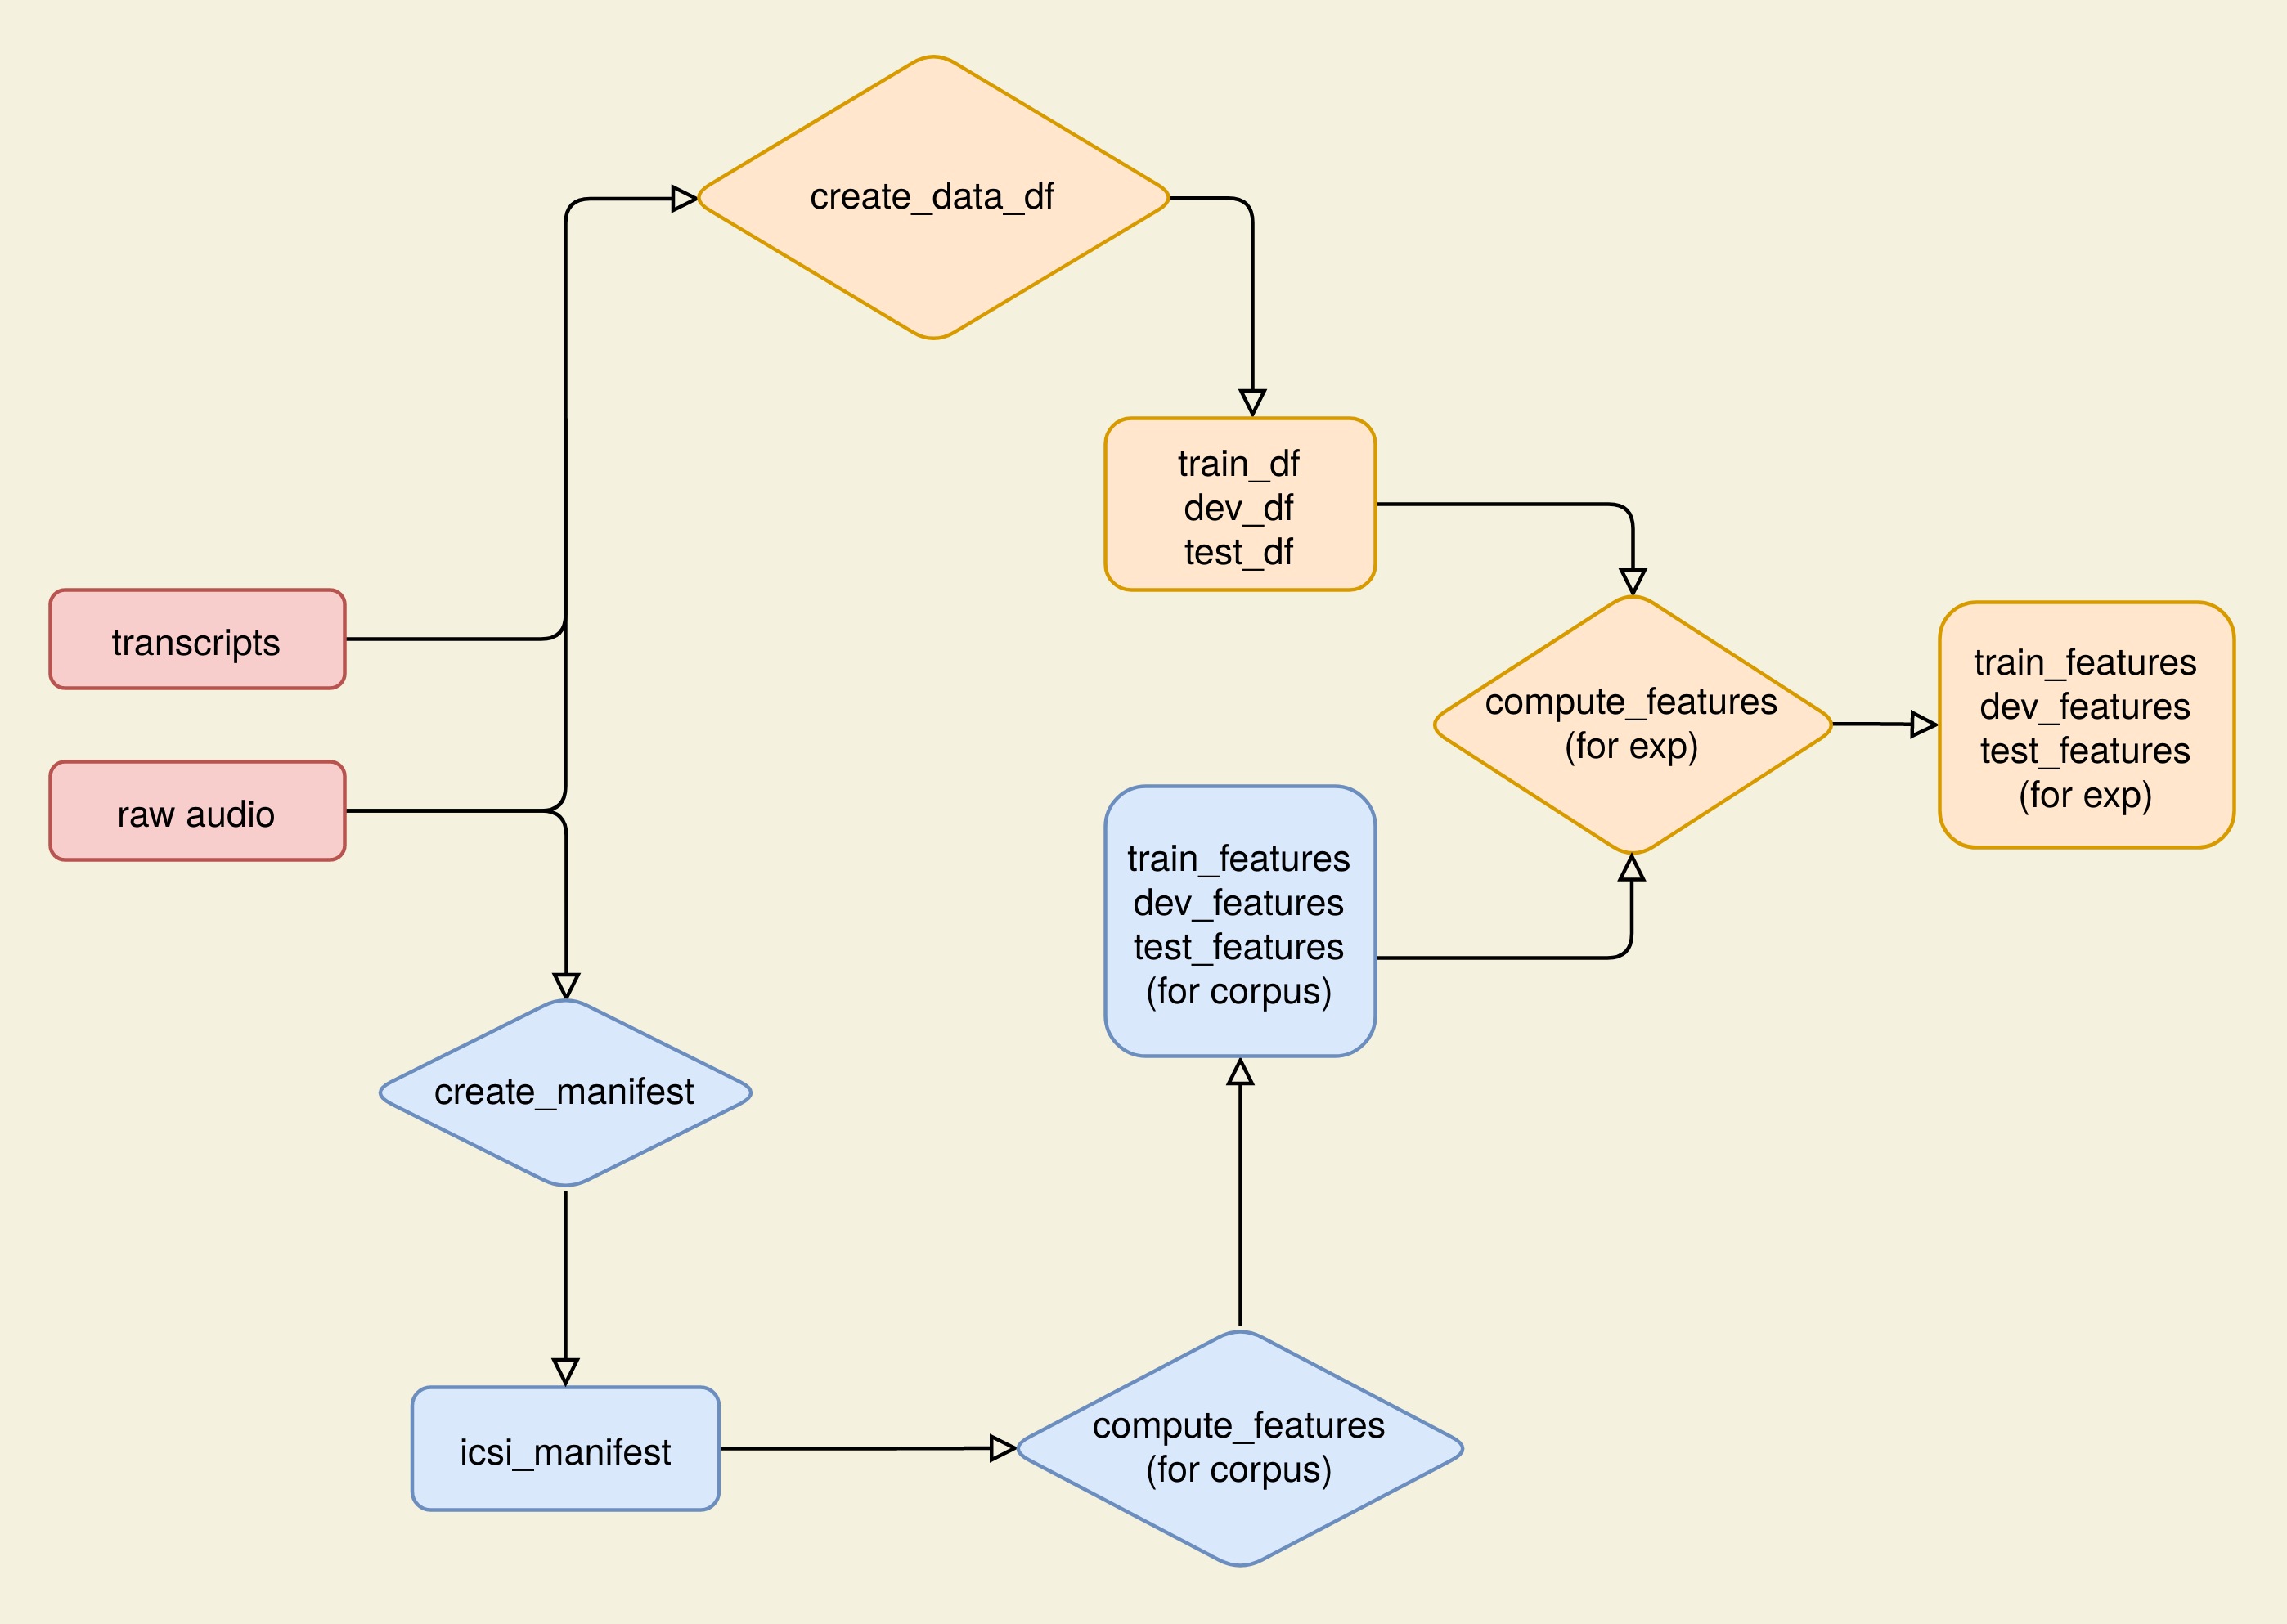 create_data_df
train_df
dev_df
test_df
transcripts
raw audio
compute_features
(for exp)
train_features
dev_features
test_features
(for exp)
train_features
dev_features
test_features
(for corpus)
create_manifest
icsi_manifest
compute_features
(for corpus)